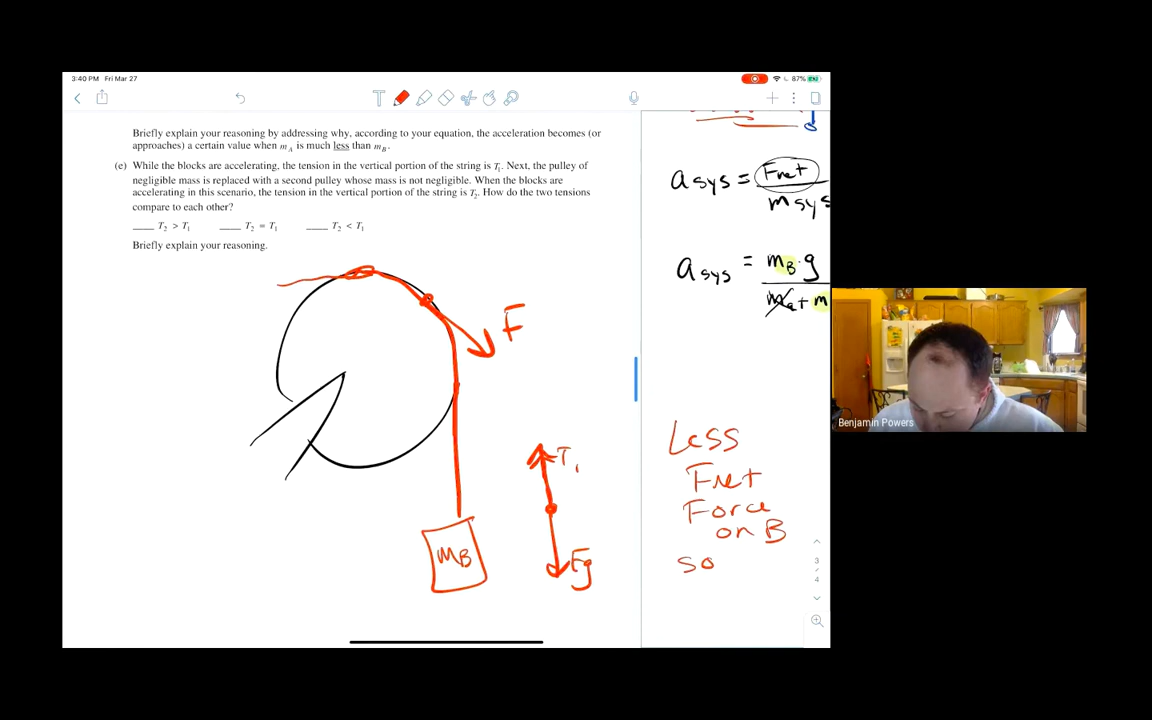 3:40 PM Fri Mar 27
87%
Briefly explain your reasoning by addressing why, according to your equation, the acceleration becomes (or
approaches) a certain value when mA is much less than mB.
(e) While the blocks are accelerating, the tension in the vertical portion of the string is T1. Next, the pulley of
negligible mass is replaced with a second pulley whose mass is not negligible. When the blocks are
accelerating in this scenario, the tension in the vertical portion of the string is T2. How do the two tensions
compare to each other?
____ T2 > T1 ____ T2 = T1 ____ T2 < T1
Briefly explain your reasoning.
F
T1
Fg
mB
asys = Fnet
msys
asys = mB·g
ma + m
Less
Fnet
Force
on B
so
3
/
4
Benjamin Powers